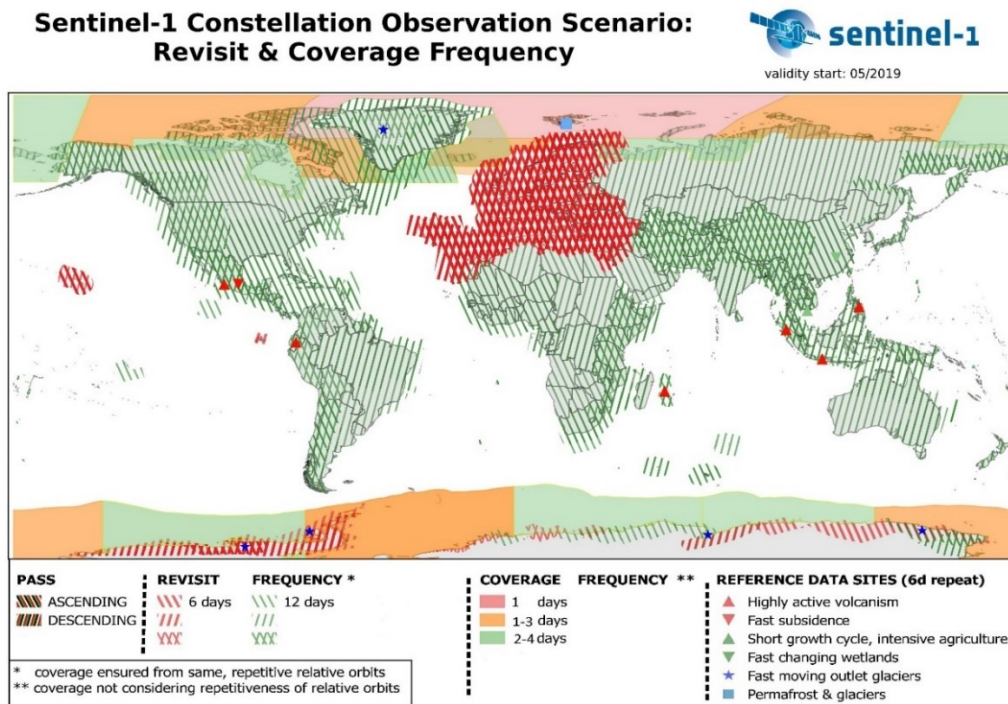 Sentinel-1 Constellation Observation Scenario:
Revisit & Coverage Frequency
sentinel-1
validity start: 05/2019
PASS
ASCENDING
DESCENDING
REVISIT FREQUENCY *
6 days 12 days
COVERAGE FREQUENCY **
1 days
1-3 days
2-4 days
REFERENCE DATA SITES (6d repeat)
Highly active volcanism
Fast subsidence
Short growth cycle, intensive agriculture
Fast changing wetlands
Fast moving outlet glaciers
Permafrost & glaciers
* coverage ensured from same, repetitive relative orbits
** coverage not considering repetitiveness of relative orbits